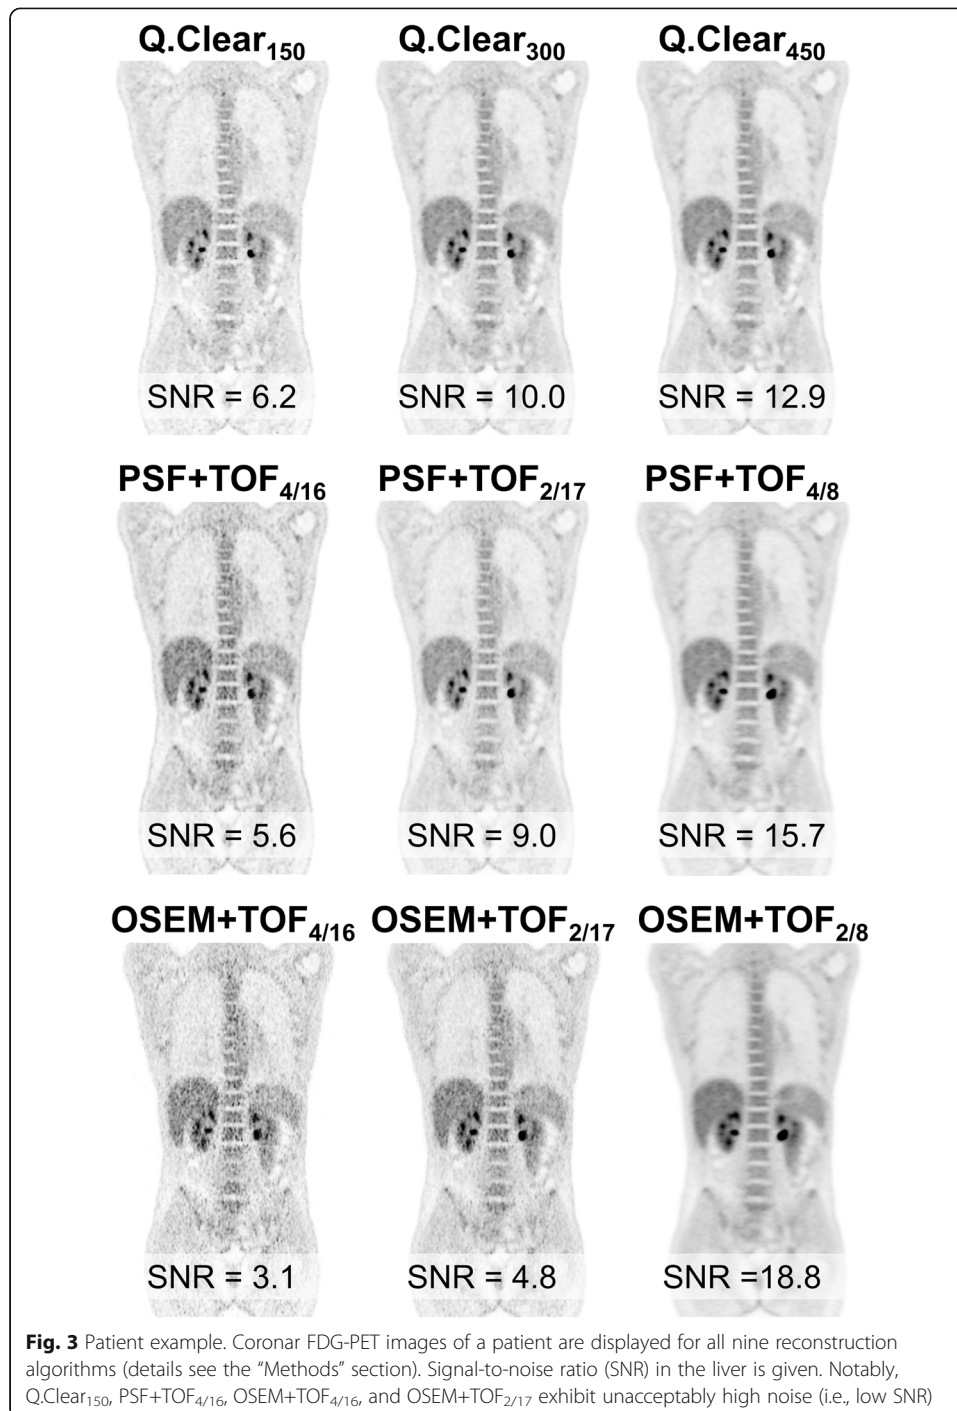 Q.Clear150 Q.Clear300 Q.Clear450
SNR = 6.2 SNR = 10.0 SNR = 12.9
PSF+TOF4/16 PSF+TOF2/17 PSF+TOF4/8
SNR = 5.6 SNR = 9.0 SNR = 15.7
OSEM+TOF4/16 OSEM+TOF2/17 OSEM+TOF2/8
SNR = 3.1 SNR = 4.8 SNR =18.8
Fig. 3 Patient example. Coronar FDG-PET images of a patient are displayed for all nine reconstruction
algorithms (details see the “Methods” section). Signal-to-noise ratio (SNR) in the liver is given. Notably,
Q.Clear150, PSF+TOF4/16, OSEM+TOF4/16, and OSEM+TOF2/17 exhibit unacceptably high noise (i.e., low SNR)